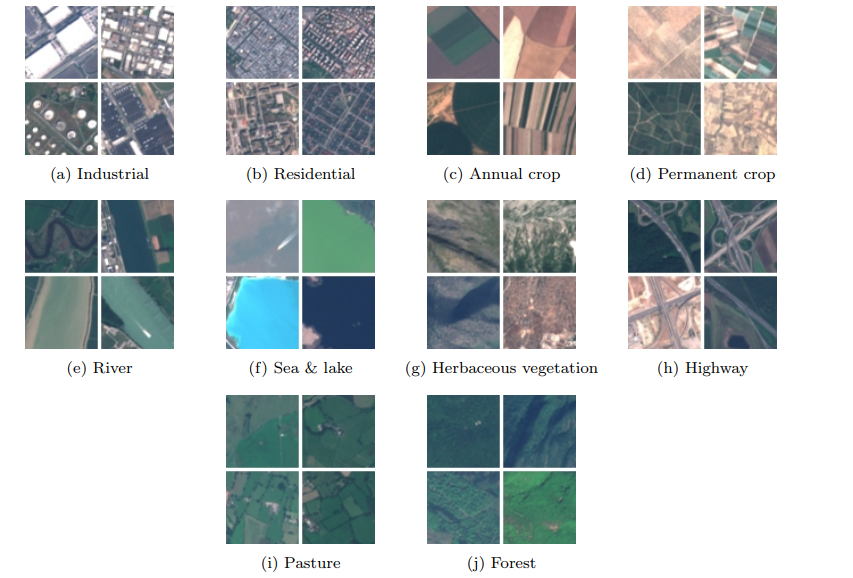 (a) Industrial
(b) Residential
(c) Annual crop
(d) Permanent crop
(e) River
(f) Sea & lake
(g) Herbaceous vegetation
(h) Highway
(i) Pasture
(j) Forest